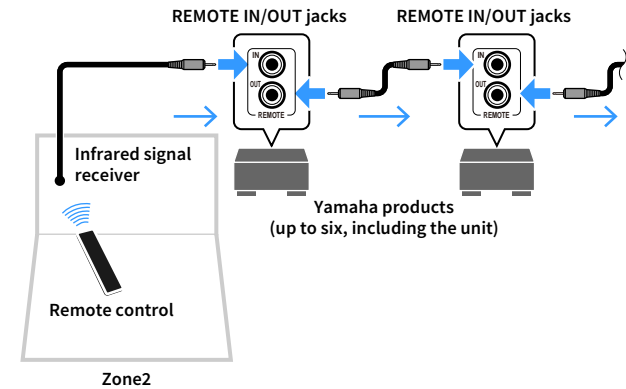 REMOTE IN/OUT jacks
REMOTE IN/OUT jacks
IN
OUT
REMOTE
IN
OUT
REMOTE
Infrared signal
receiver
Yamaha products
(up to six, including the unit)
Remote control
Zone2